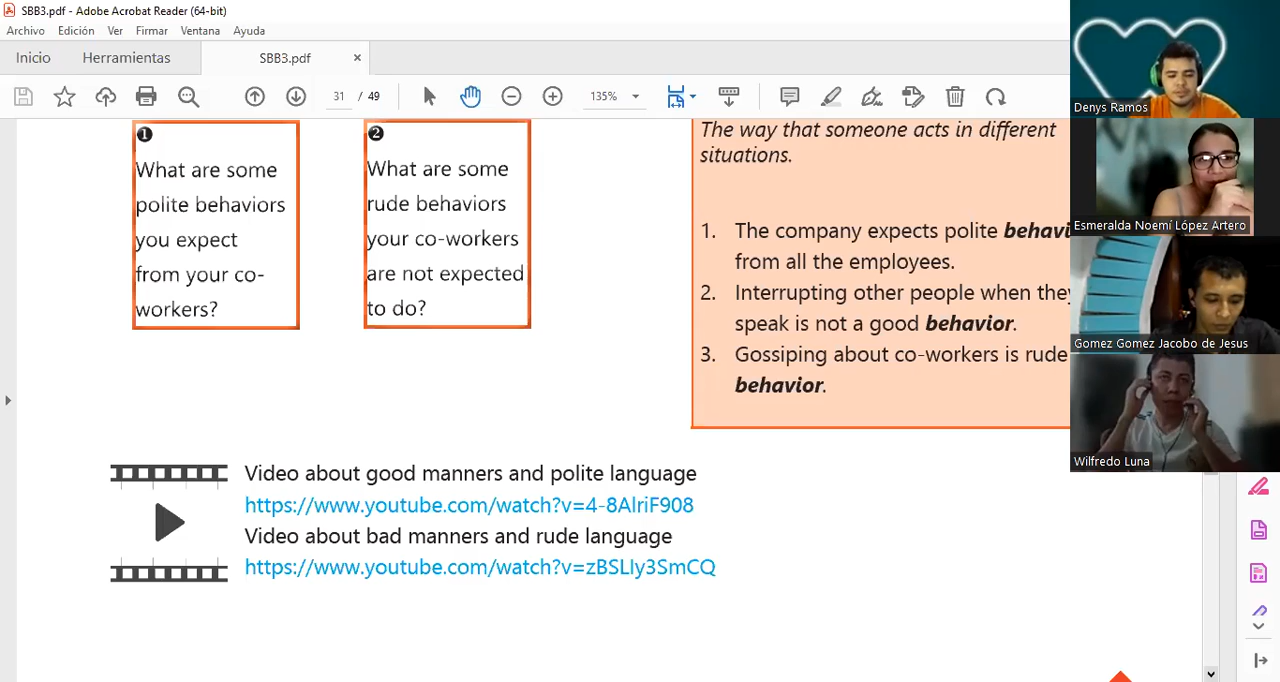 SBB3.pdf - Adobe Acrobat Reader (64-bit)
Archivo Edición Ver Firmar Ventana Ayuda
Inicio Herramientas SBB3.pdf ×
31 / 49 135%
❶
What are some
polite behaviors
you expect
from your co-
workers?
❷
What are some
rude behaviors
your co-workers
are not expected
to do?
The way that someone acts in different
situations.
1. The company expects polite
from all the employees.
2. Interrupting other people when
speak is not a good behavior.
3. Gossiping about co-workers is rude
behavior.
Video about good manners and polite language
https://www.youtube.com/watch?v=4-8AlriF908
Video about bad manners and rude language
https://www.youtube.com/watch?v=zBSLIy3SmCQ
Denys Ramos
Esmeralda Noemí López Artero
Gomez Gomez Jacobo de Jesus
Wilfredo Luna